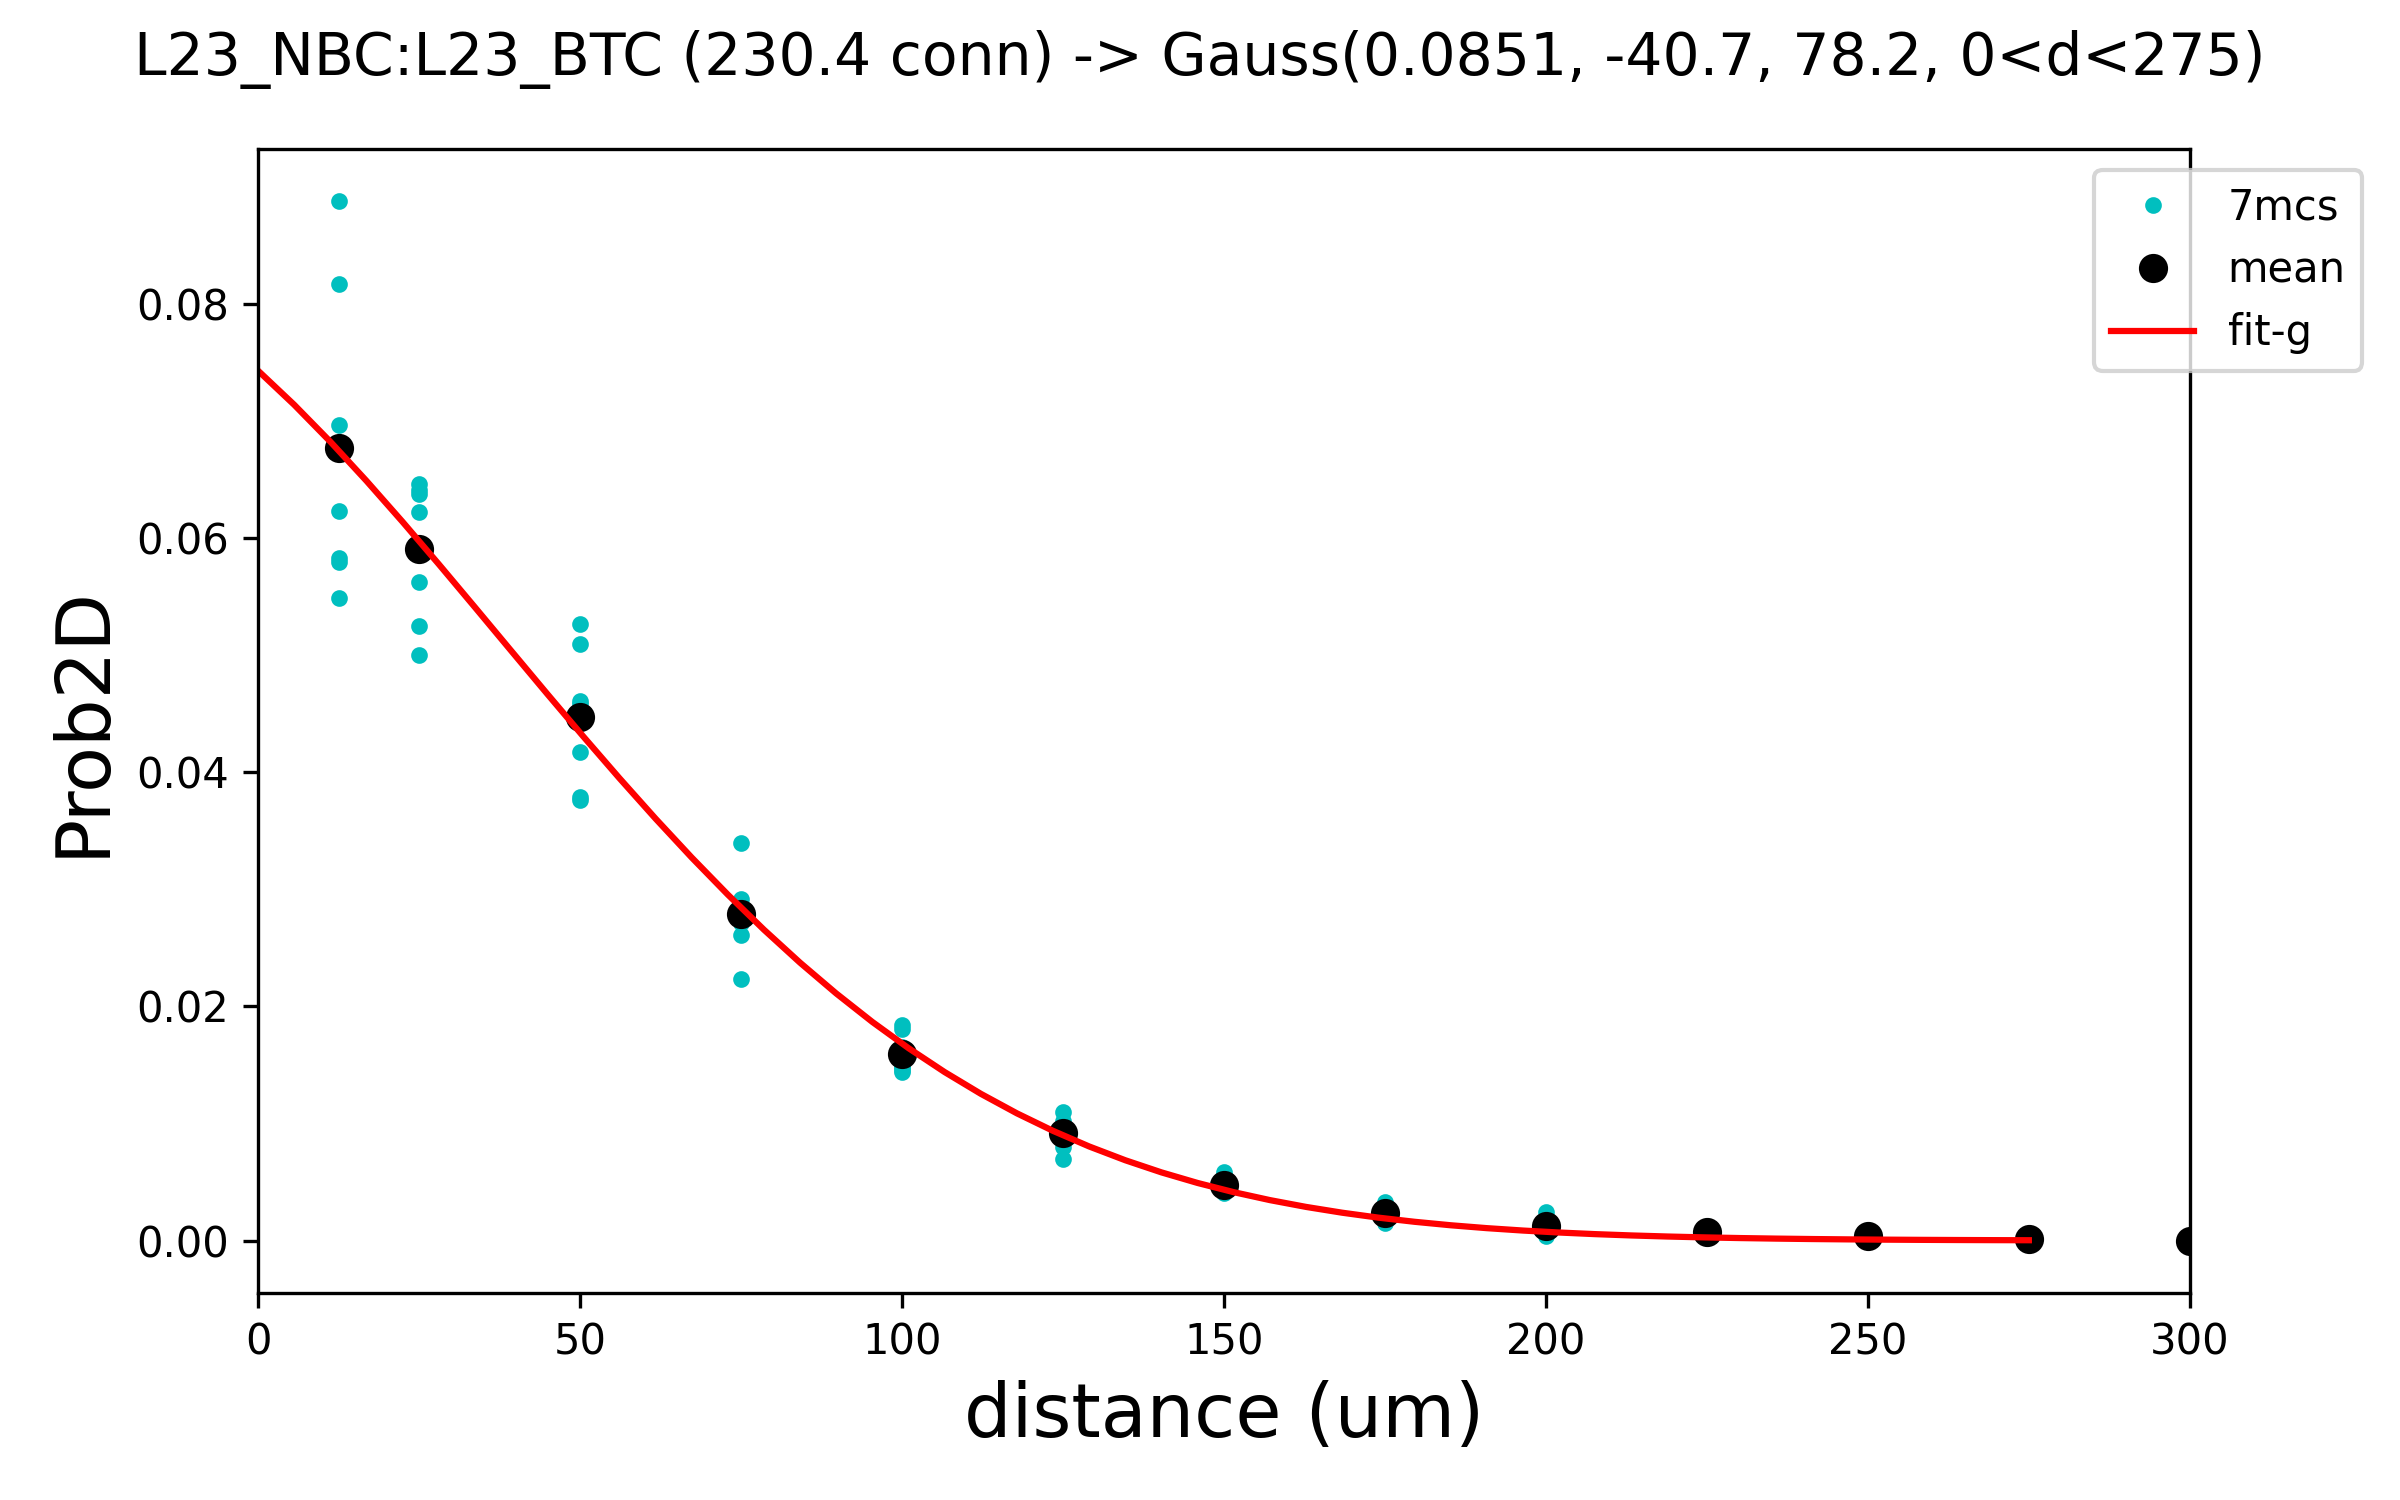 L23_NBC:L23_BTC (230.4 conn) -> Gauss(0.0851, -40.7, 78.2, 0<d<275)
7mcs
mean
fit-g
Prob2D
0.08
0.06
0.04
0.02
0.00
0 50 100 150 200 250 300
distance (um)